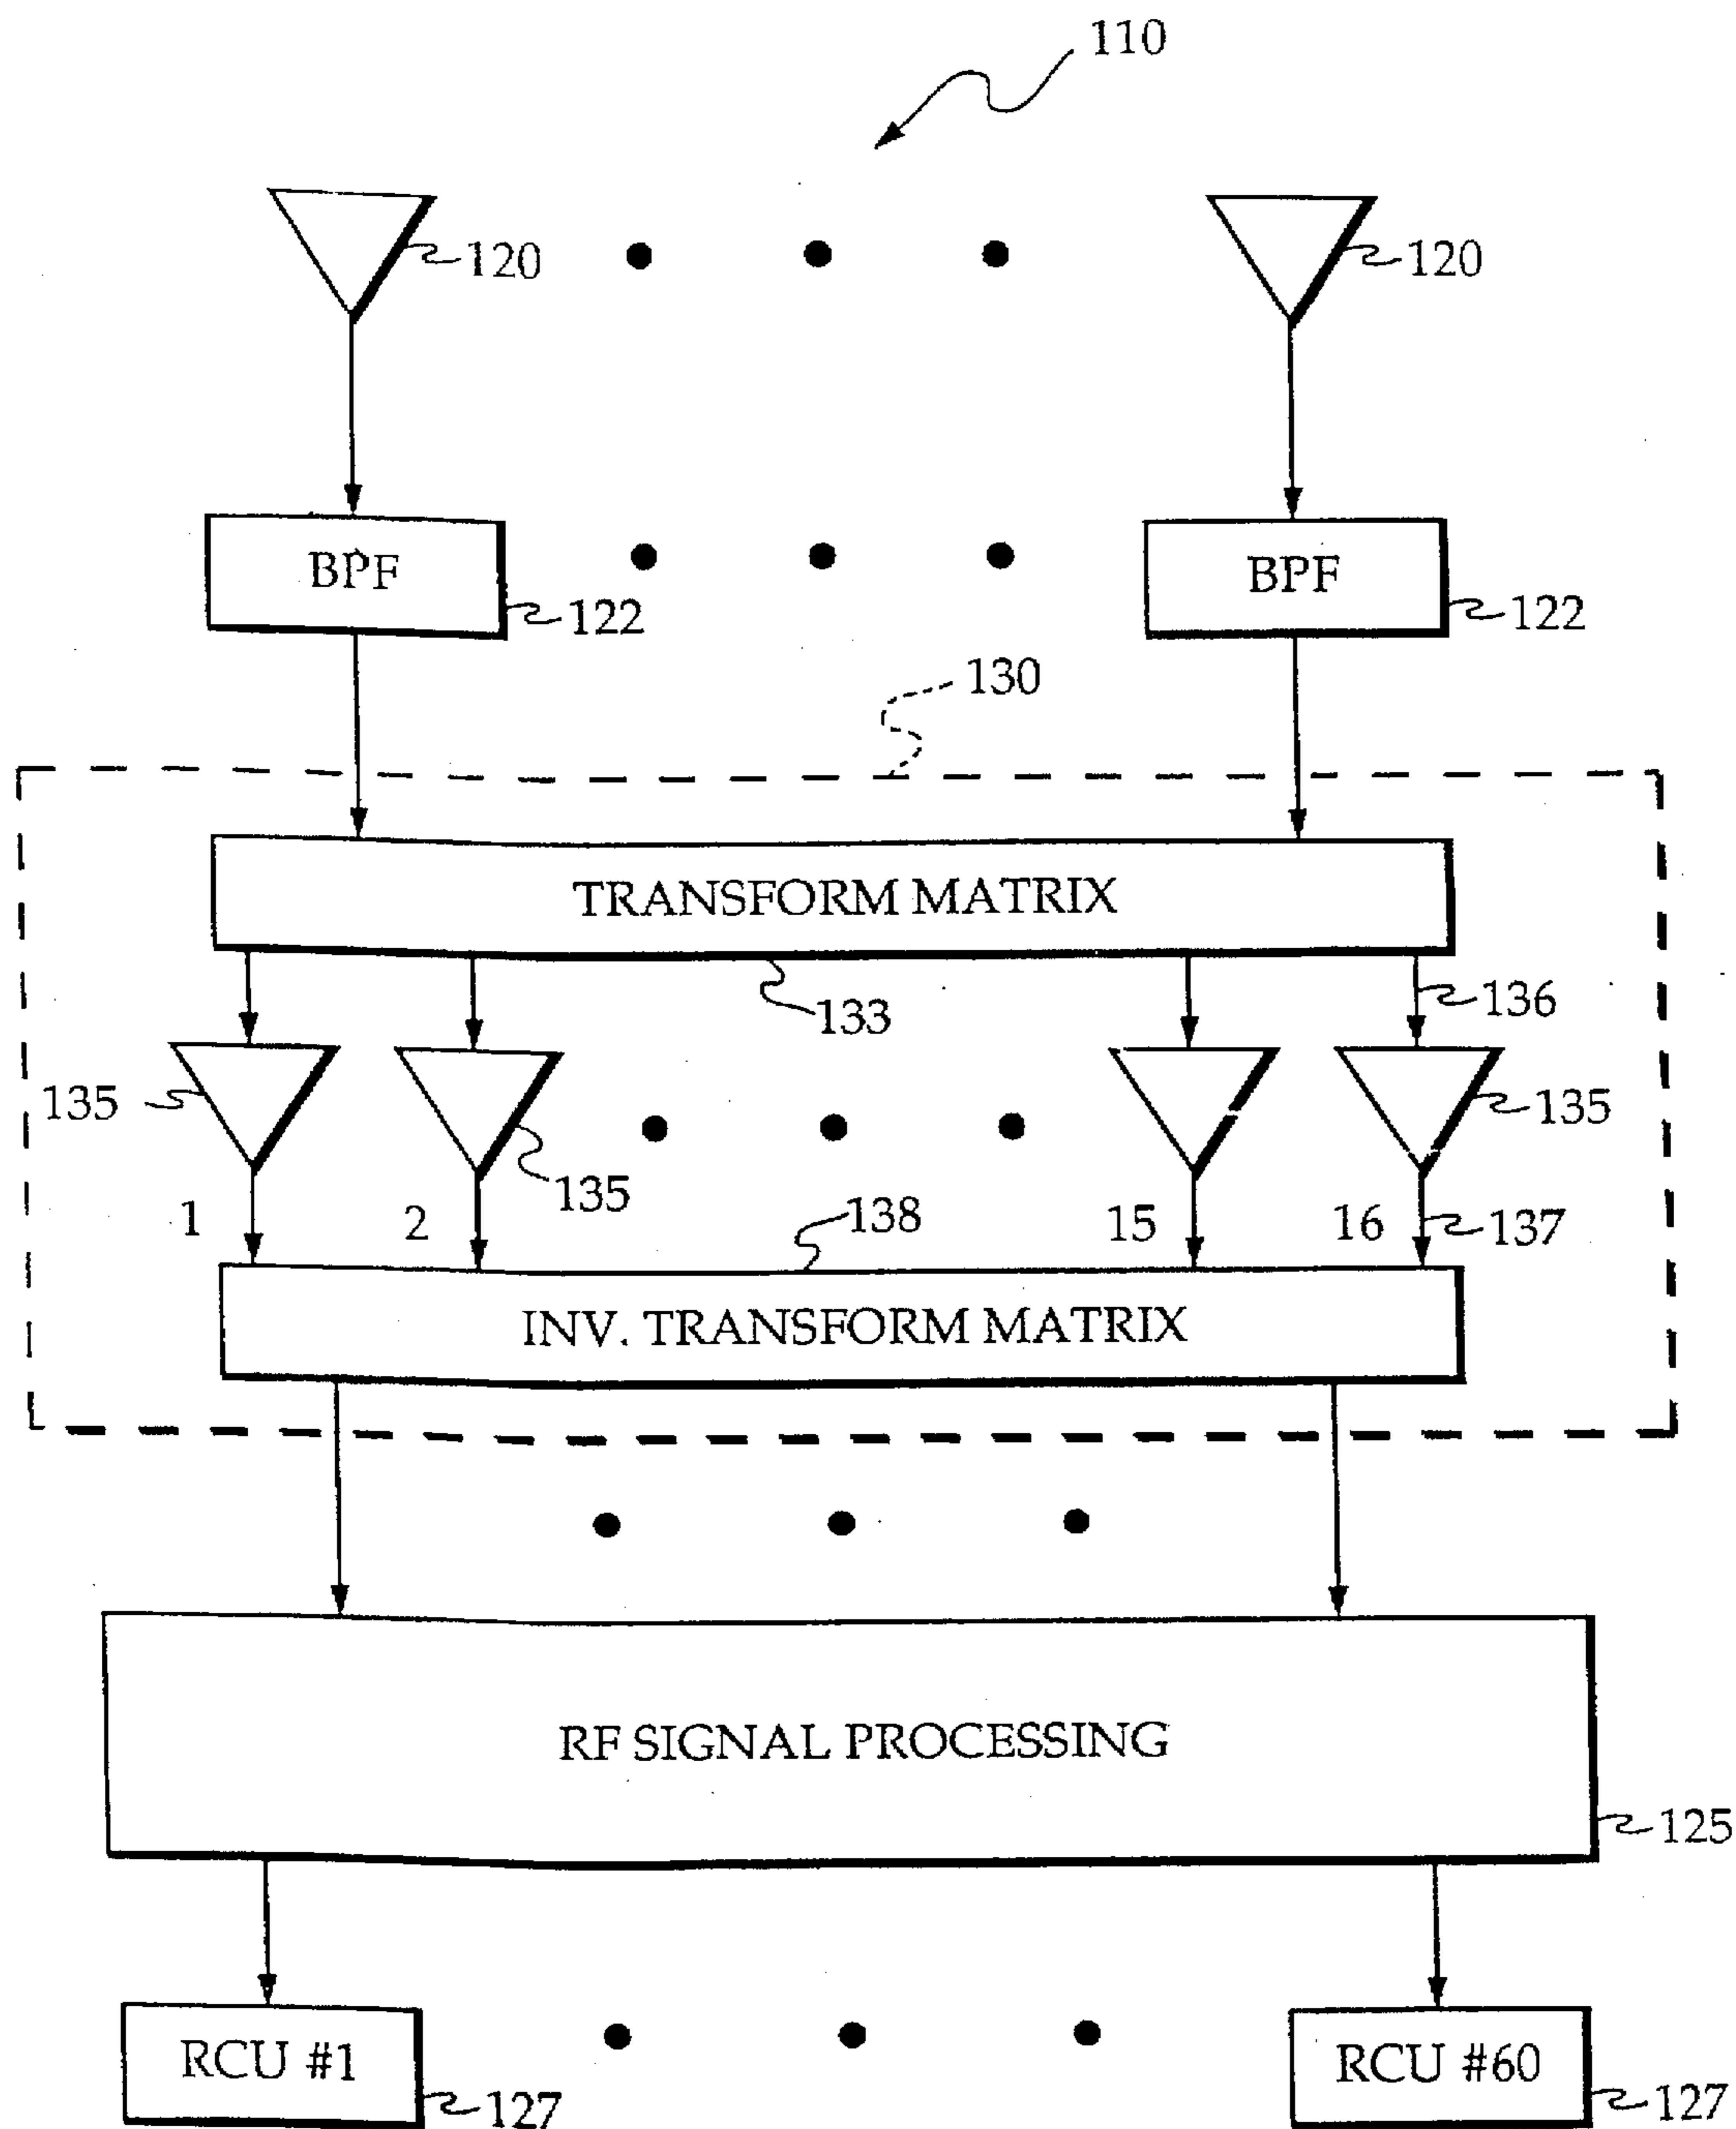 110
120
120
BPF
BPF
122
122
130
TRANSFORM MATRIX
133
136
135
135
135
1
2
138
15
16
137
INV. TRANSFORM MATRIX
RF SIGNAL PROCESSING
125
RCU #1
RCU #60
127
127